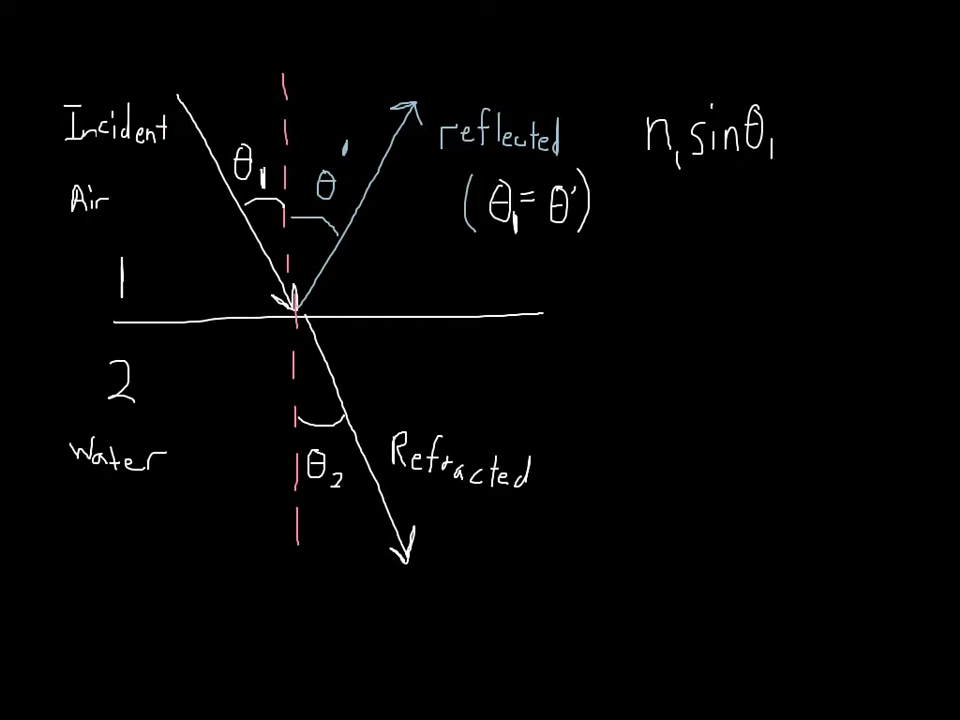 Incident
Air
1
2
Water
θ₁
θ'
reflected
(θ₁ = θ')
n₁ sinθ₁
θ₂
Refracted